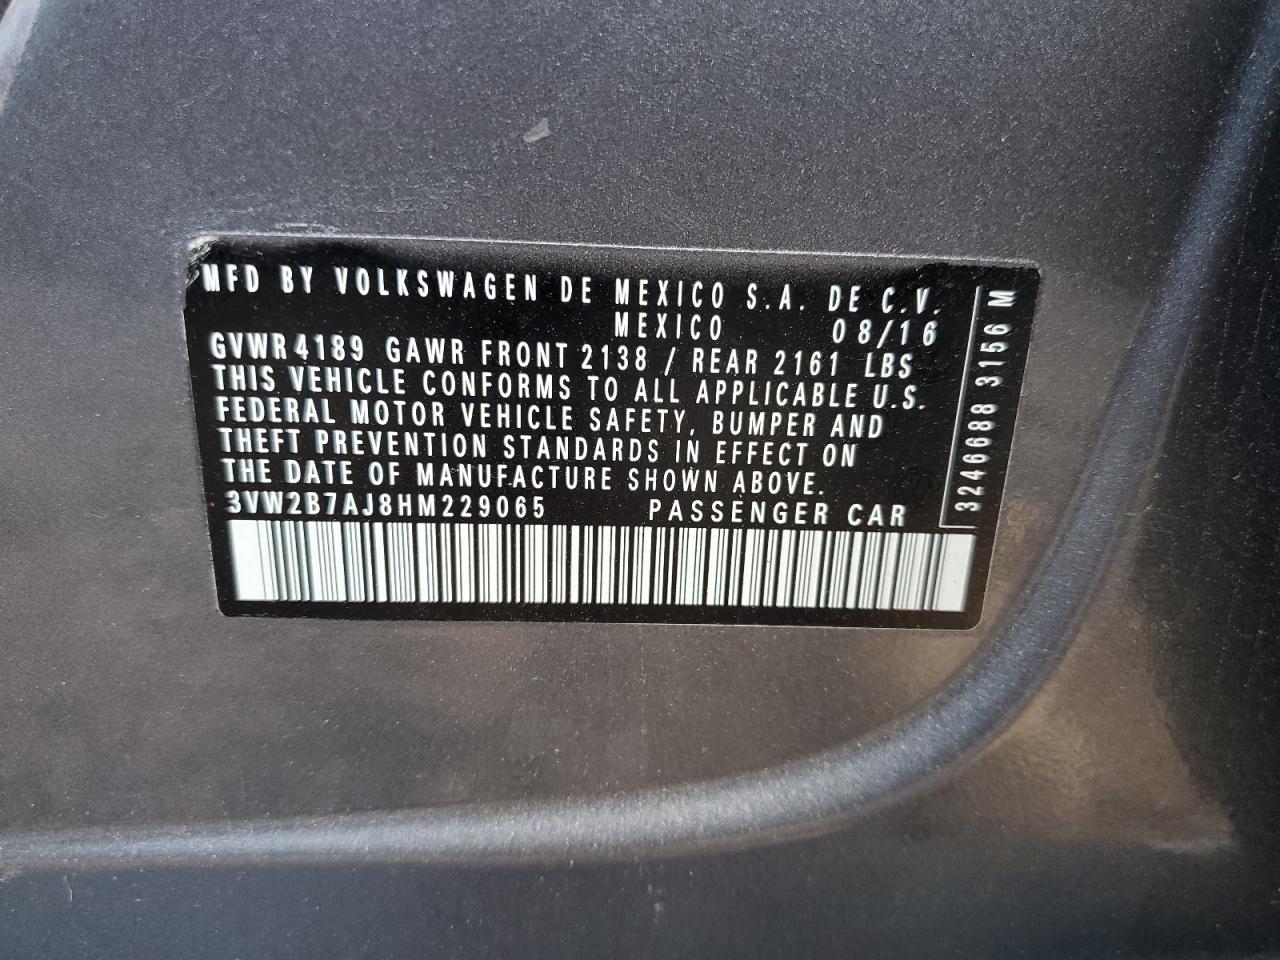 MFD BY VOLKSWAGEN DE MEXICO S.A. DE C.V.
MEXICO 08/16
GVWR 4189 GAWR FRONT 2138 / REAR 2161 LBS
THIS VEHICLE CONFORMS TO ALL APPLICABLE U.S.
FEDERAL MOTOR VEHICLE SAFETY, BUMPER AND
THEFT PREVENTION STANDARDS IN EFFECT ON
THE DATE OF MANUFACTURE SHOWN ABOVE.
3VW2B7AJ8HM229065 PASSENGER CAR
3246688 3156 M